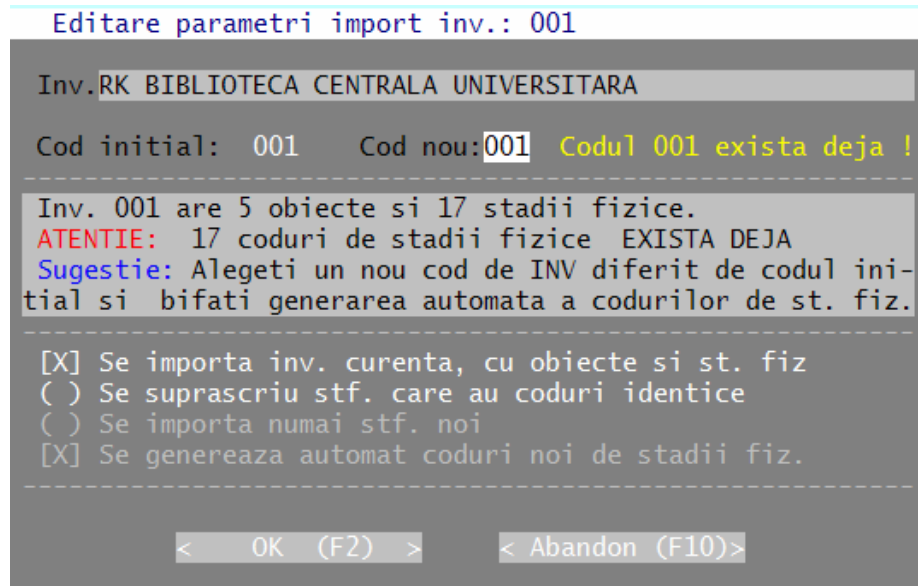 Editare parametri import inv.: 001
Inv.RK BIBLIOTECA CENTRALA UNIVERSITARA
Cod initial: 001 Cod nou:001 Codul 001 exista deja !
Inv. 001 are 5 obiecte si 17 stadii fizice.
ATENTIE: 17 coduri de stadii fizice EXISTA DEJA
Sugestie: Alegeti un nou cod de INV diferit de codul ini-
tial si bifati generarea automata a codurilor de st. fiz.
[X] Se importa inv. curenta, cu obiecte si st. fiz
( ) Se suprascriu stf. care au coduri identice
( ) Se importa numai stf. noi
[X] Se genereaza automat coduri noi de stadii fiz.
< OK (F2) > < Abandon (F10)>